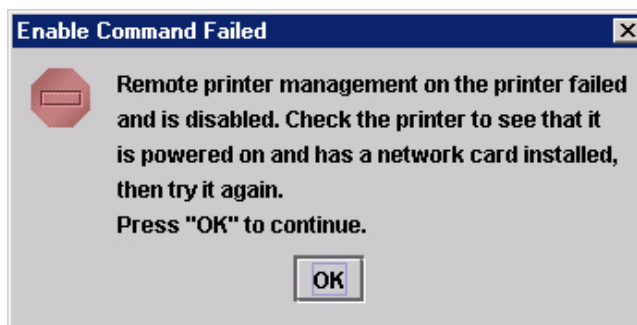 Enable Command Failed
Remote printer management on the printer failed
and is disabled. Check the printer to see that it
is powered on and has a network card installed,
then try it again.
Press "OK" to continue.
OK